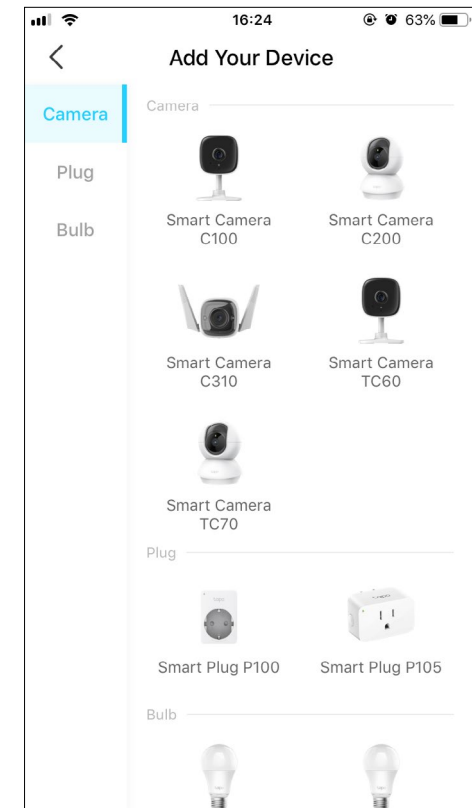 16:24
63%
Add Your Device
Camera
Plug
Bulb
Camera
Smart Camera
C100
Smart Camera
C200
Smart Camera
C310
Smart Camera
TC60
Smart Camera
TC70
Plug
Smart Plug P100
Smart Plug P105
Bulb